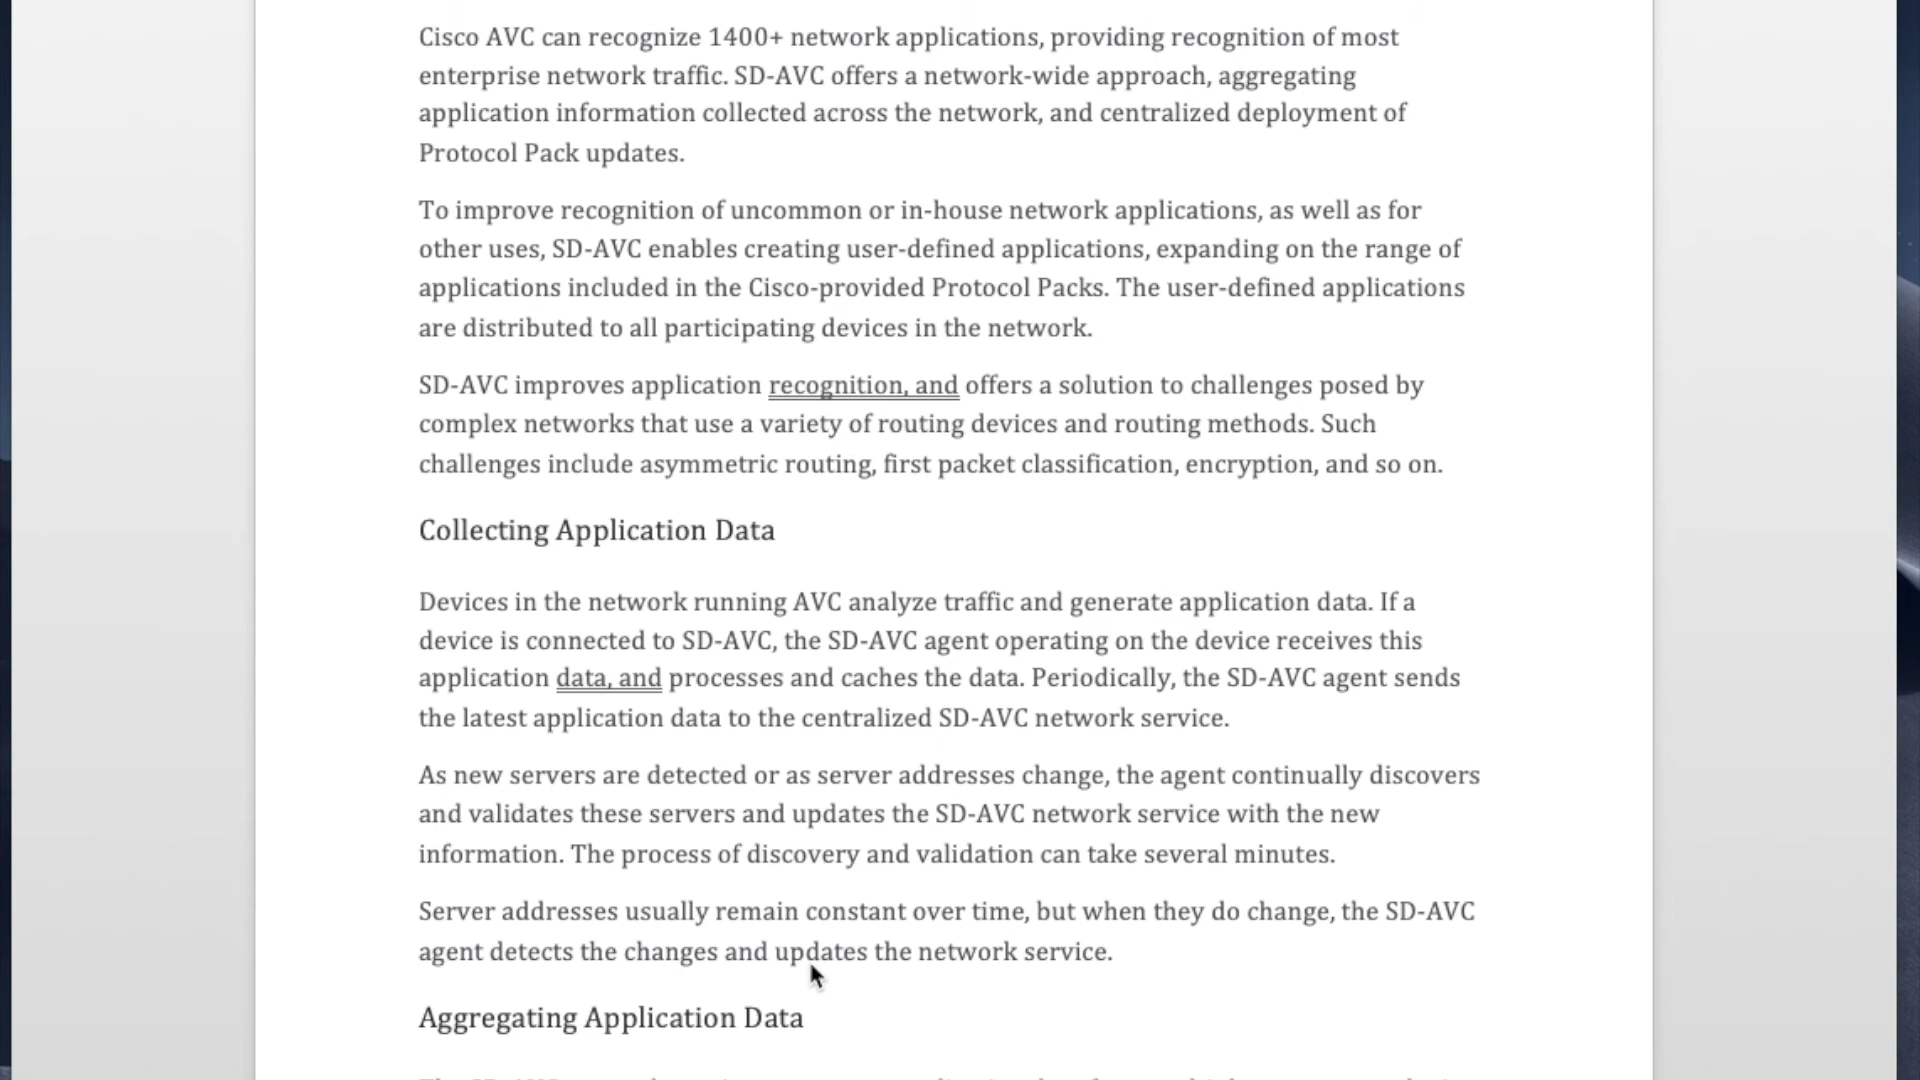 Cisco AVC can recognize 1400+ network applications, providing recognition of most
enterprise network traffic. SD-AVC offers a network-wide approach, aggregating
application information collected across the network, and centralized deployment of
Protocol Pack updates.
To improve recognition of uncommon or in-house network applications, as well as for
other uses, SD-AVC enables creating user-defined applications, expanding on the range of
applications included in the Cisco-provided Protocol Packs. The user-defined applications
are distributed to all participating devices in the network.
SD-AVC improves application recognition, and offers a solution to challenges posed by
complex networks that use a variety of routing devices and routing methods. Such
challenges include asymmetric routing, first packet classification, encryption, and so on.
Collecting Application Data
Devices in the network running AVC analyze traffic and generate application data. If a
device is connected to SD-AVC, the SD-AVC agent operating on the device receives this
application data, and processes and caches the data. Periodically, the SD-AVC agent sends
the latest application data to the centralized SD-AVC network service.
As new servers are detected or as server addresses change, the agent continually discovers
and validates these servers and updates the SD-AVC network service with the new
information. The process of discovery and validation can take several minutes.
Server addresses usually remain constant over time, but when they do change, the SD-AVC
agent detects the changes and updates the network service.
Aggregating Application Data